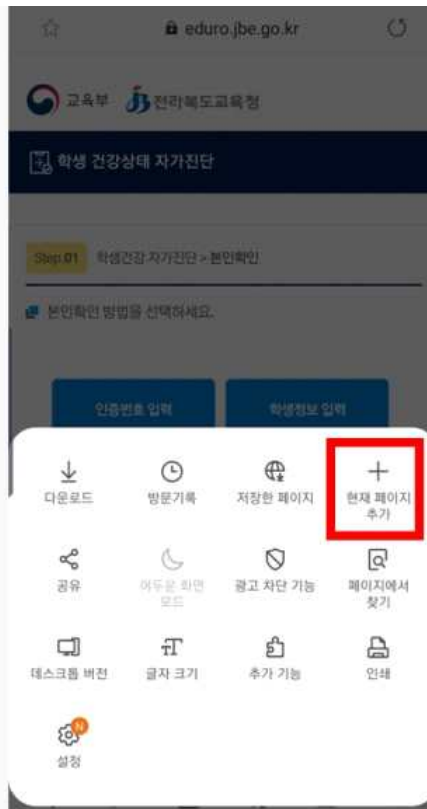 eduro.jbe.go.kr
교육부 전라북도교육청
학생 건강상태 자가진단
Step.01 학생건강 자가진단 > 본인확인
본인확인 방법을 선택하세요.
인증번호 입력 학생정보 입력
다운로드 방문기록 저장한 페이지 현재 페이지
추가
공유 어두운 화면 광고 차단 기능 페이지에서
모드 찾기
데스크톱 버전 글자 크기 추가 기능 인쇄
N
설정